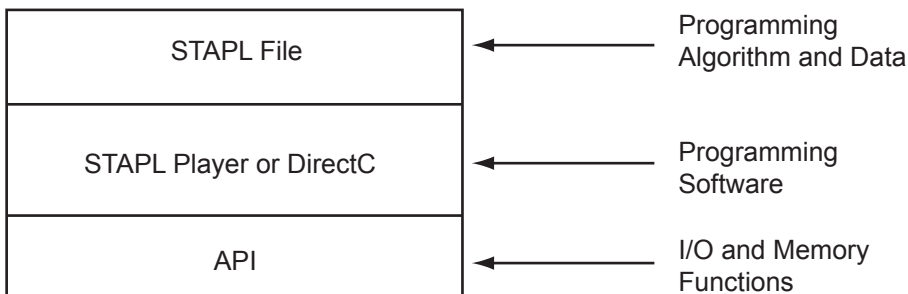 STAPL File
Programming
Algorithm and Data
STAPL Player or DirectC
Programming
Software
API
I/O and Memory
Functions